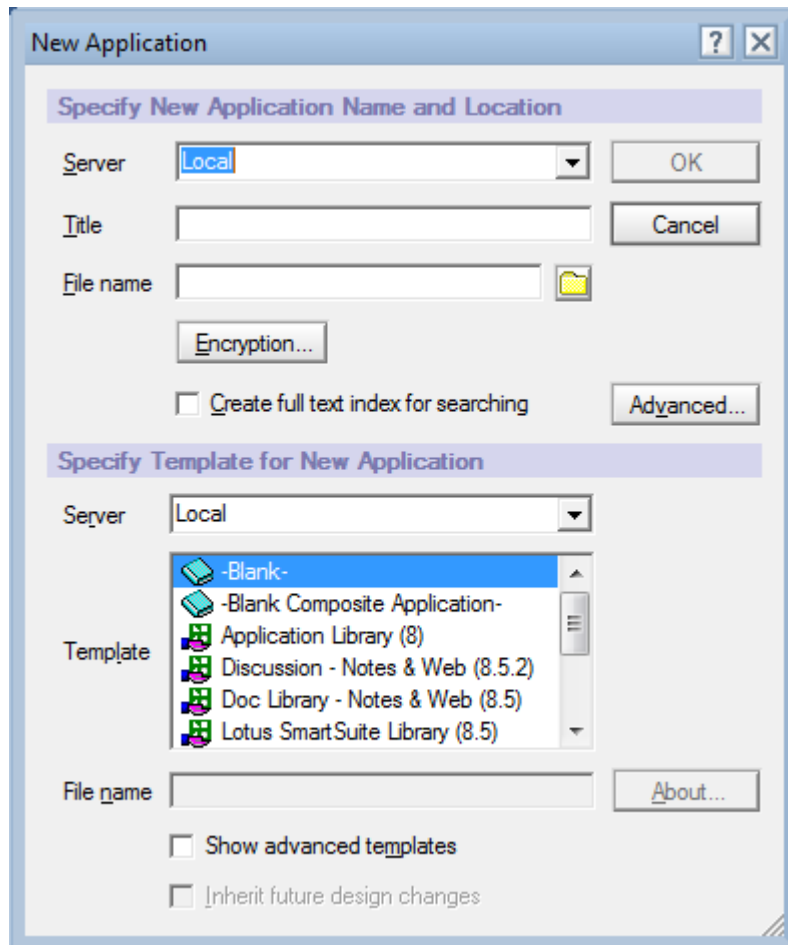 New Application
Specify New Application Name and Location
Server Local OK
Title Cancel
File name
Encryption...
Create full text index for searching Advanced...
Specify Template for New Application
Server Local
-Blank-
-Blank Composite Application-
Application Library (8)
Template
Discussion - Notes & Web (8.5.2)
Doc Library - Notes & Web (8.5)
Lotus SmartSuite Library (8.5)
File name About...
Show advanced templates
Inherit future design changes